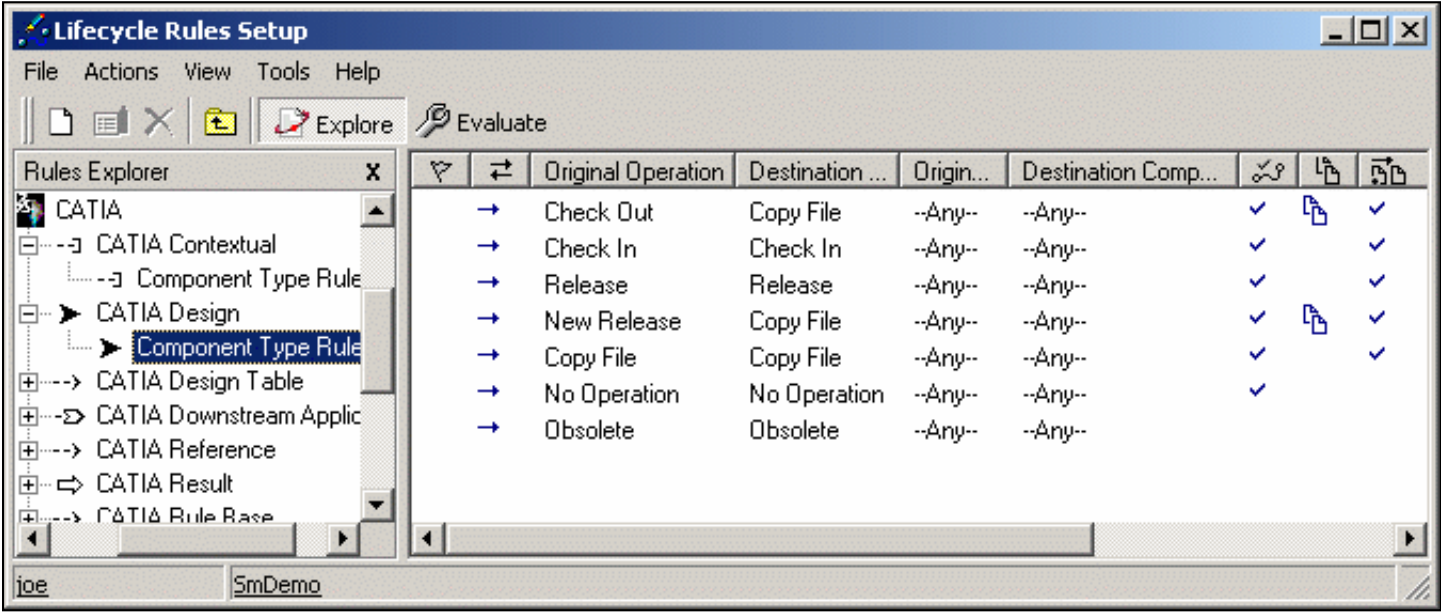 Lifecycle Rules Setup
File Actions View Tools Help
Explore Evaluate
Rules Explorer x
Original Operation Destination ... Origin... Destination Comp...
CATIA
CATIA Contextual
Component Type Rule
CATIA Design
Component Type Rule
CATIA Design Table
CATIA Downstream Applic
CATIA Reference
CATIA Result
CATIA Rule Base
Check Out Copy File --Any-- --Any--
Check In Check In --Any-- --Any--
Release Release --Any-- --Any--
New Release Copy File --Any-- --Any--
Copy File Copy File --Any-- --Any--
No Operation No Operation --Any-- --Any--
Obsolete Obsolete --Any-- --Any--
joe SmDemo